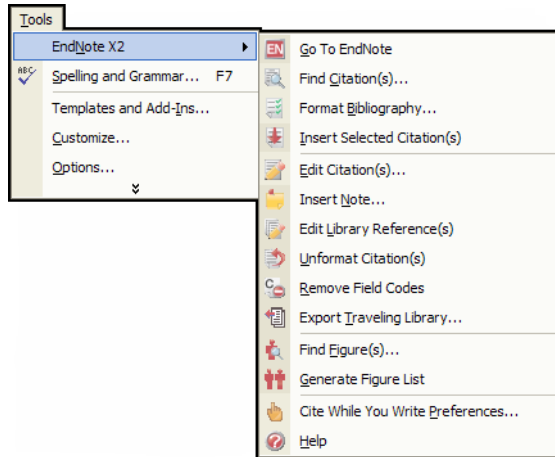 Tools
EndNote X2
ABC
Spelling and Grammar... F7
Templates and Add-Ins...
Customize...
Options...
EN Go To EndNote
Find Citation(s)...
Format Bibliography...
Insert Selected Citation(s)
Edit Citation(s)...
Insert Note...
Edit Library Reference(s)
Unformat Citation(s)
C Remove Field Codes
Export Traveling Library...
Find Figure(s)...
Generate Figure List
Cite While You Write Preferences...
? Help